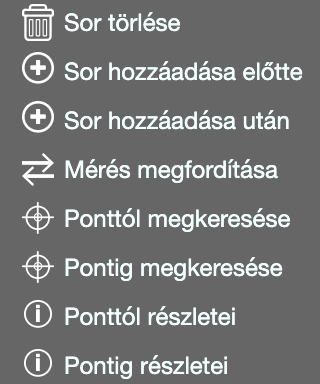 Sor törlése
Sor hozzáadása előtte
Sor hozzáadása után
Mérés megfordítása
Ponttól megkeresése
Pontig megkeresése
Ponttól részletei
Pontig részletei